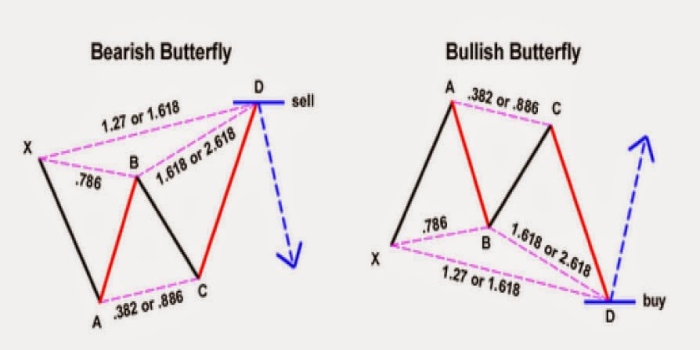 Bearish Butterfly
D
sell
1.27 or 1.618
X
B
1.618 or 2.618
.786
C
.382 or .886
A
Bullish Butterfly
A
.382 or .886
C
.786
B
1.618 or 2.618
X
1.27 or 1.618
buy
D